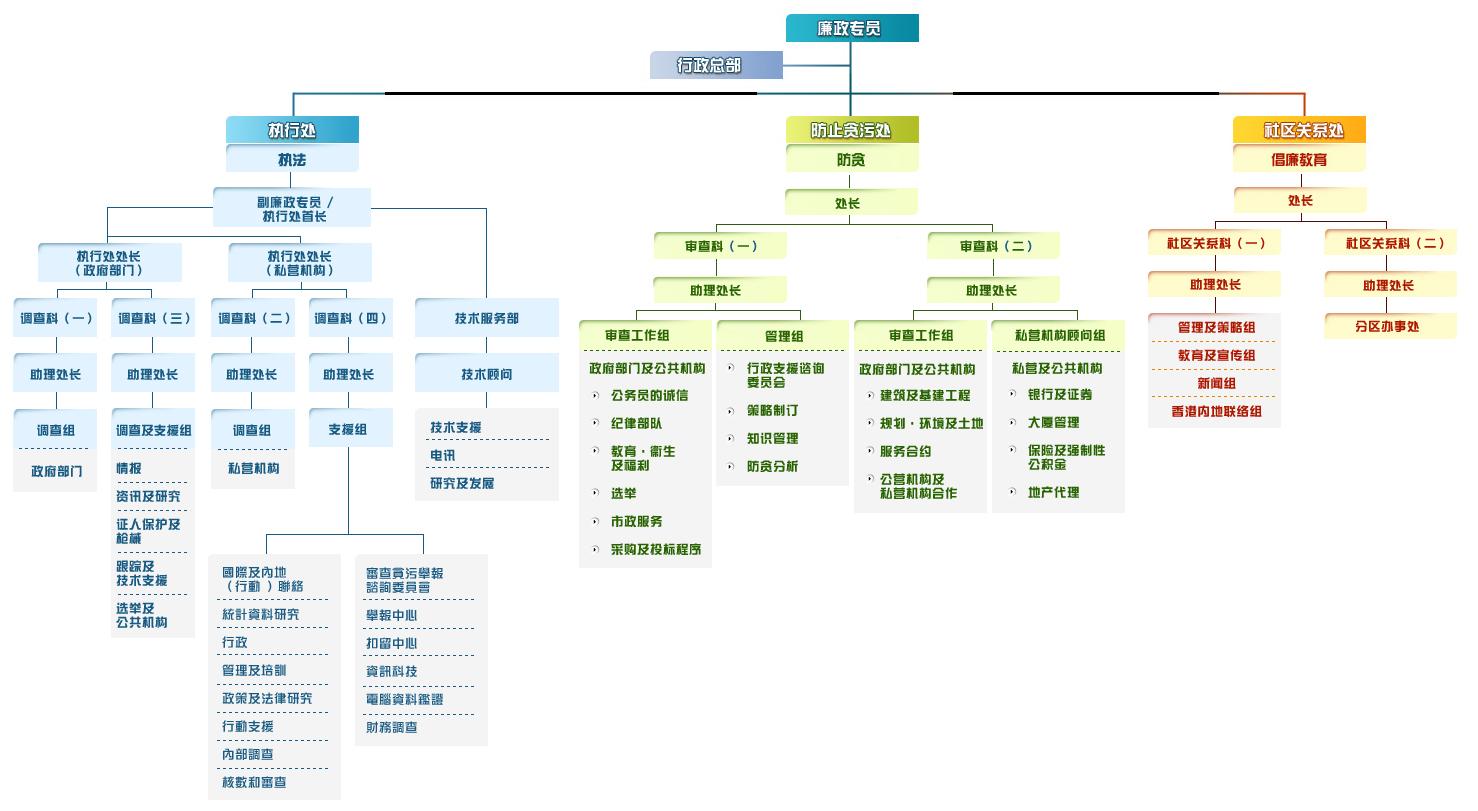 廉政专员
行政总部
执行处
执法
副廉政专员 /
执行处首长
执行处处长
（政府部门）
执行处处长
（私营机构）
调查科（一）
助理处长
调查组
政府部门
调查科（三）
助理处长
调查及支援组
情报
资讯及研究
证人保护及
枪械
跟踪及
技术支援
选举及
公共机构
调查科（二）
助理处长
调查组
私营机构
调查科（四）
助理处长
支援组
國際及內地
（行動 ）聯絡
統計資料研究
行政
管理及培訓
政策及法律研究
行動支援
內部調查
核數和審查
審查貪污舉報
諮詢委員會
舉報中心
扣留中心
資訊科技
電腦資料鑑證
財務調查
技术服务部
技术顾问
技术支援
电讯
研究及发展
防止贪污处
防贪
处长
审查科（一）
助理处长
审查工作组
政府部门及公共机构
公务员的诚信
纪律部队
教育·衞生
及福利
选举
市政服务
采购及投标程序
管理组
行政支援谘询
委员会
策略制订
知识管理
防贪分析
审查科（二）
助理处长
审查工作组
政府部门及公共机构
建筑及基建工程
规划·环境及土地
服务合约
公营机构及
私营机构合作
私营机构顾问组
私营及公共机构
银行及证券
大厦管理
保险及强制性
公积金
地产代理
社区关系处
倡廉教育
处长
社区关系科（一）
助理处长
管理及策略组
教育及宣传组
新闻组
香港内地联络组
社区关系科（二）
助理处长
分区办事处